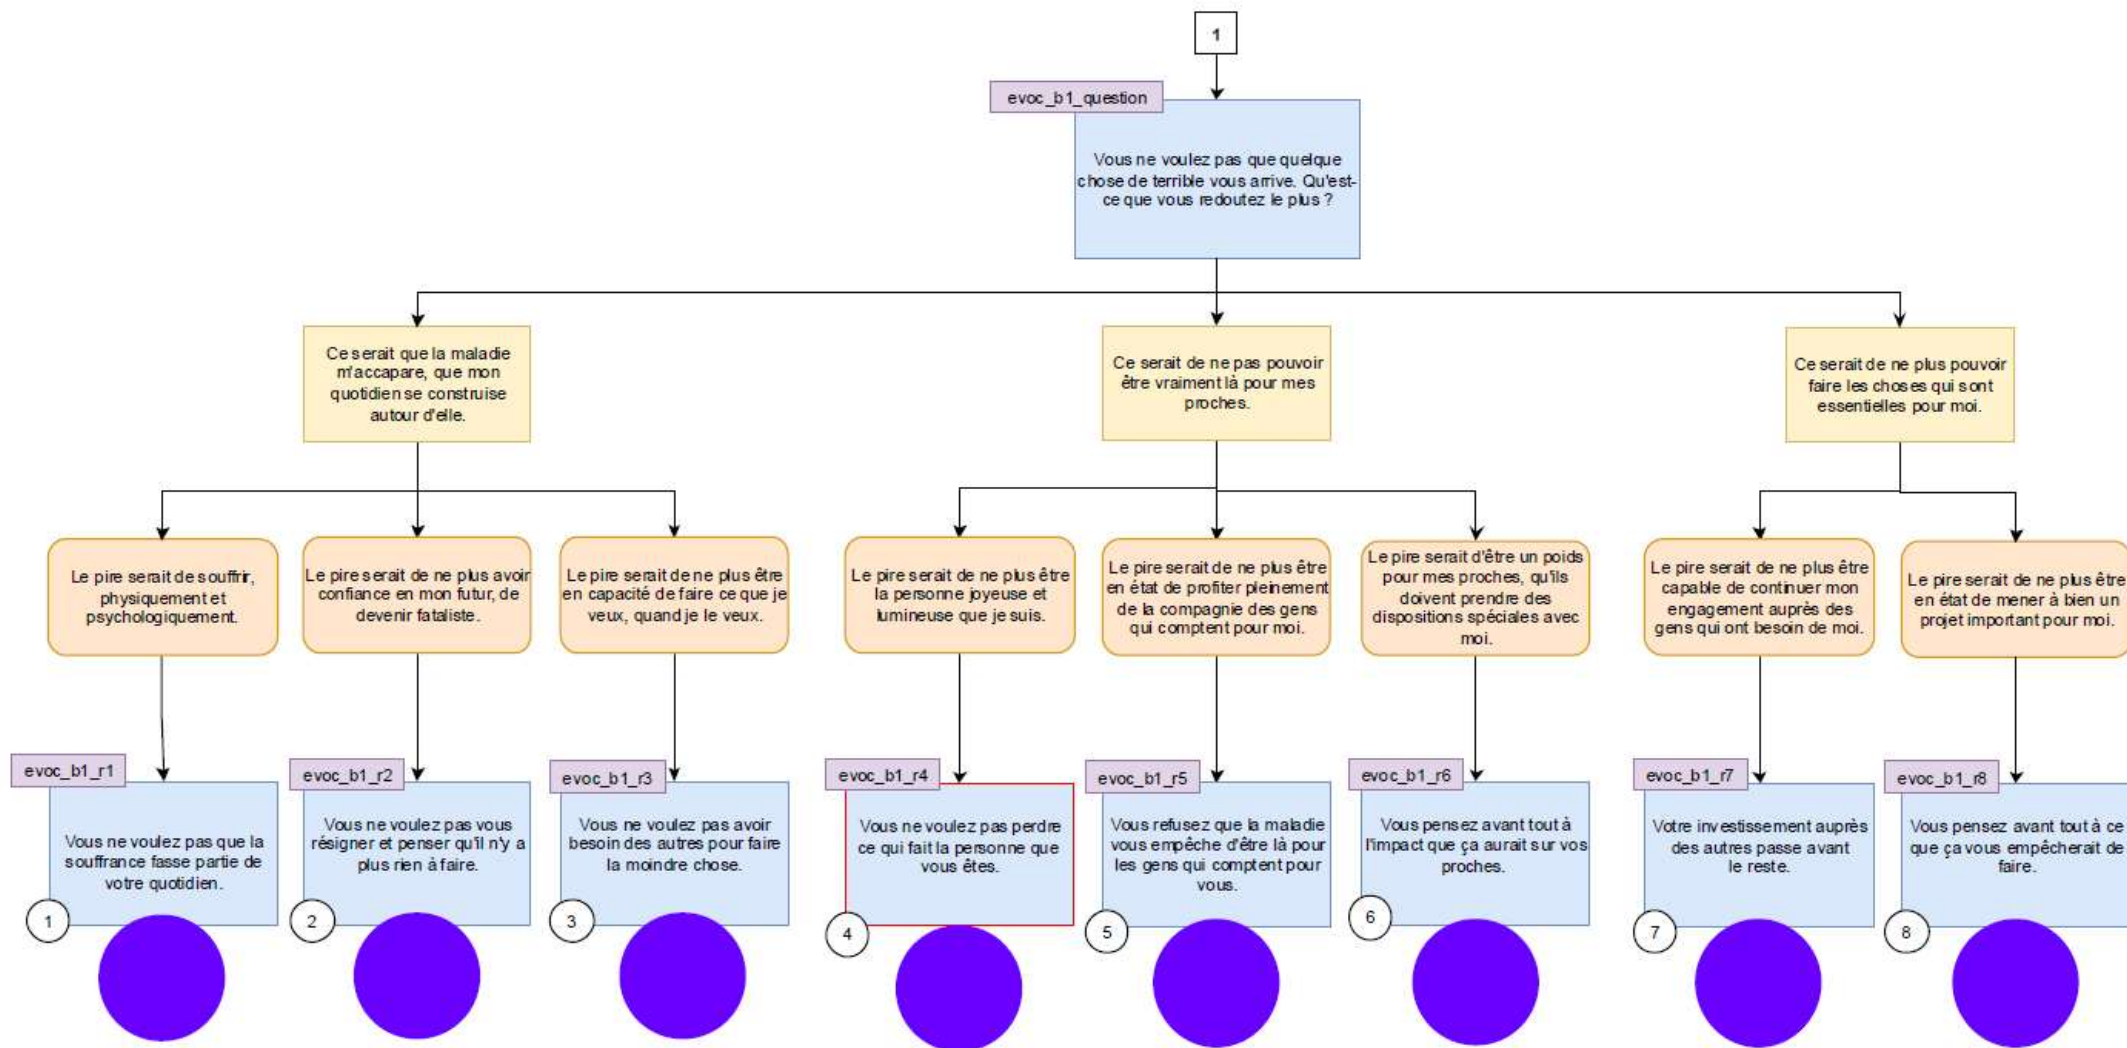 1
evoc_b1_question
Vous ne voulez pas que quelque
chose de terrible vous arrive. Qu'est-
ce que vous redoutez le plus ?
Ce serait que la maladie
m'accapare, que mon
quotidien se construise
autour d'elle.
Ce serait de ne pas pouvoir
être vraiment là pour mes
proches.
Ce serait de ne plus pouvoir
faire les choses qui sont
essentielles pour moi.
Le pire serait de souffrir,
physiquement et
psychologiquement.
Le pire serait de ne plus avoir
confiance en mon futur, de
devenir fataliste.
Le pire serait de ne plus être
en capacité de faire ce que je
veux, quand je le veux.
Le pire serait de ne plus être
la personne joyeuse et
lumineuse que je suis.
Le pire serait de ne plus être
en état de profiter pleinement
de la compagnie des gens
qui comptent pour moi.
Le pire serait d'être un poids
pour mes proches, qu'ils
doivent prendre des
dispositions spéciales avec
moi.
Le pire serait de ne plus être
capable de continuer mon
engagement auprès des
gens qui ont besoin de moi.
Le pire serait de ne plus être
en état de mener à bien un
projet important pour moi.
evoc_b1_r1
Vous ne voulez pas que la
souffrance fasse partie de
votre quotidien.
1
evoc_b1_r2
Vous ne voulez pas vous
résigner et penser qu'il n'y a
plus rien à faire.
2
evoc_b1_r3
Vous ne voulez pas avoir
besoin des autres pour faire
la moindre chose.
3
evoc_b1_r4
Vous ne voulez pas perdre
ce qui fait la personne que
vous êtes.
4
evoc_b1_r5
Vous refusez que la maladie
vous empêche d'être là pour
les gens qui comptent pour
vous.
5
evoc_b1_r6
Vous pensez avant tout à
l'impact que ça aurait sur vos
proches.
6
evoc_b1_r7
Votre investissement auprès
des autres passe avant
le reste.
7
evoc_b1_r8
Vous pensez avant tout à ce
que ça vous empêcherait de
faire.
8